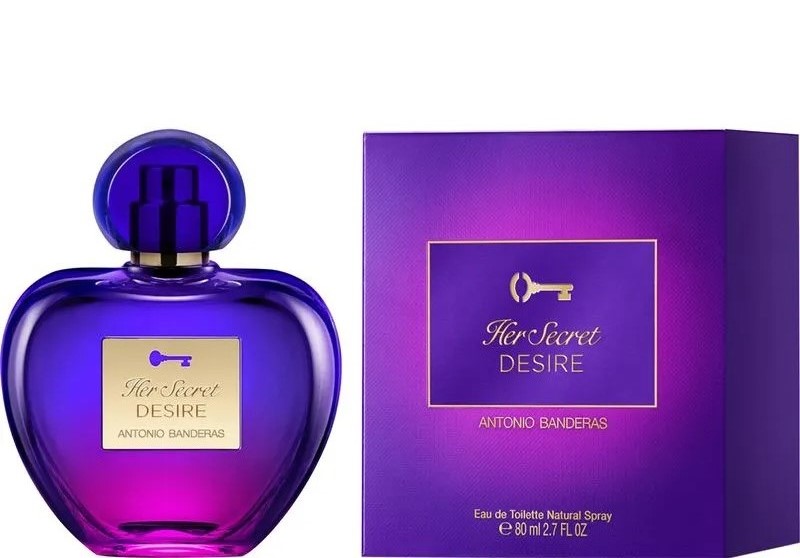 Her Secret
DESIRE
ANTONIO BANDERAS
Her Secret
DESIRE
ANTONIO BANDERAS
Eau de Toilette Natural Spray
℮ 80 ml 2.7 FL OZ